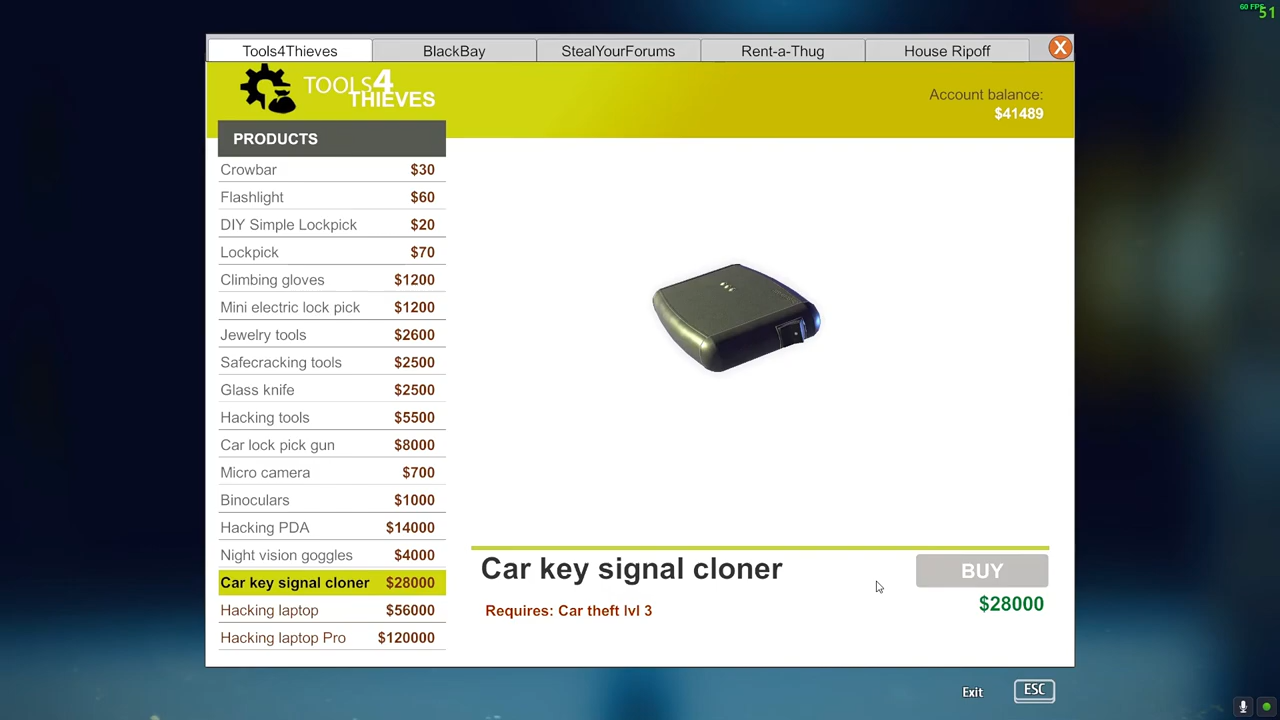 60 FPS 51
Tools4Thieves BlackBay StealYourForums Rent-a-Thug House Ripoff X
TOOLS4
THIEVES
Account balance:
$41489
PRODUCTS
Crowbar $30
Flashlight $60
DIY Simple Lockpick $20
Lockpick $70
Climbing gloves $1200
Mini electric lock pick $1200
Jewelry tools $2600
Safecracking tools $2500
Glass knife $2500
Hacking tools $5500
Car lock pick gun $8000
Micro camera $700
Binoculars $1000
Hacking PDA $14000
Night vision goggles $4000
Car key signal cloner $28000
Hacking laptop $56000
Hacking laptop Pro $120000
Car key signal cloner
BUY
$28000
Requires: Car theft lvl 3
Exit ESC